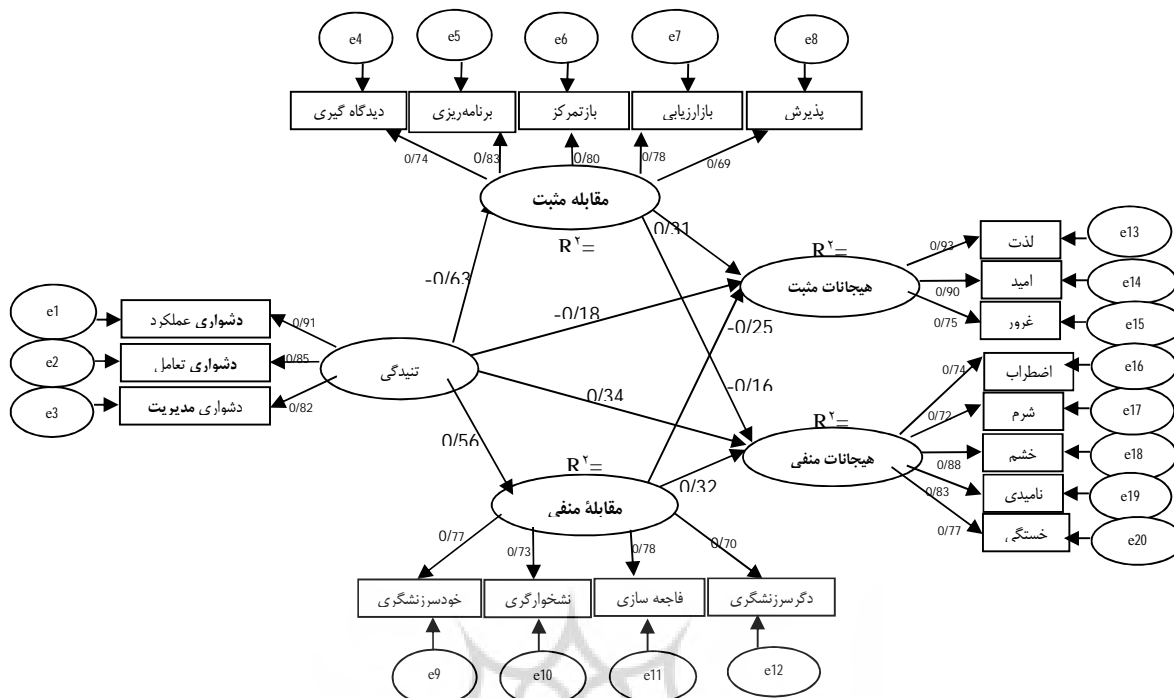 e4
e5
e6
e7
e8
دیدگاه گیری
برنامه‌ریزی
بازتمرکز
بازارزیابی
پذیرش
0/74
0/83
0/80
0/78
0/69
مقابله مثبت
R²=
0/31
-0/63
-0/18
-0/25
-0/16
0/34
0/56
0/32
R²=
هیجانات مثبت
0/93
0/90
0/75
لذت
امید
غرور
e13
e14
e15
e1
e2
e3
دشواری عملکرد
دشواری تعامل
دشواری مدیریت
0/91
0/85
0/82
تنیدگی
R²=
هیجانات منفی
0/74
0/72
0/88
0/83
0/77
اضطراب
شرم
خشم
ناميدی
خستگی
e16
e17
e18
e19
e20
R²=
مقابلۀ منفی
0/77
0/73
0/78
0/70
خودسرزنشگری
نشخوارگری
فاجعه سازی
دگرسرزنشگری
e9
e10
e11
e12